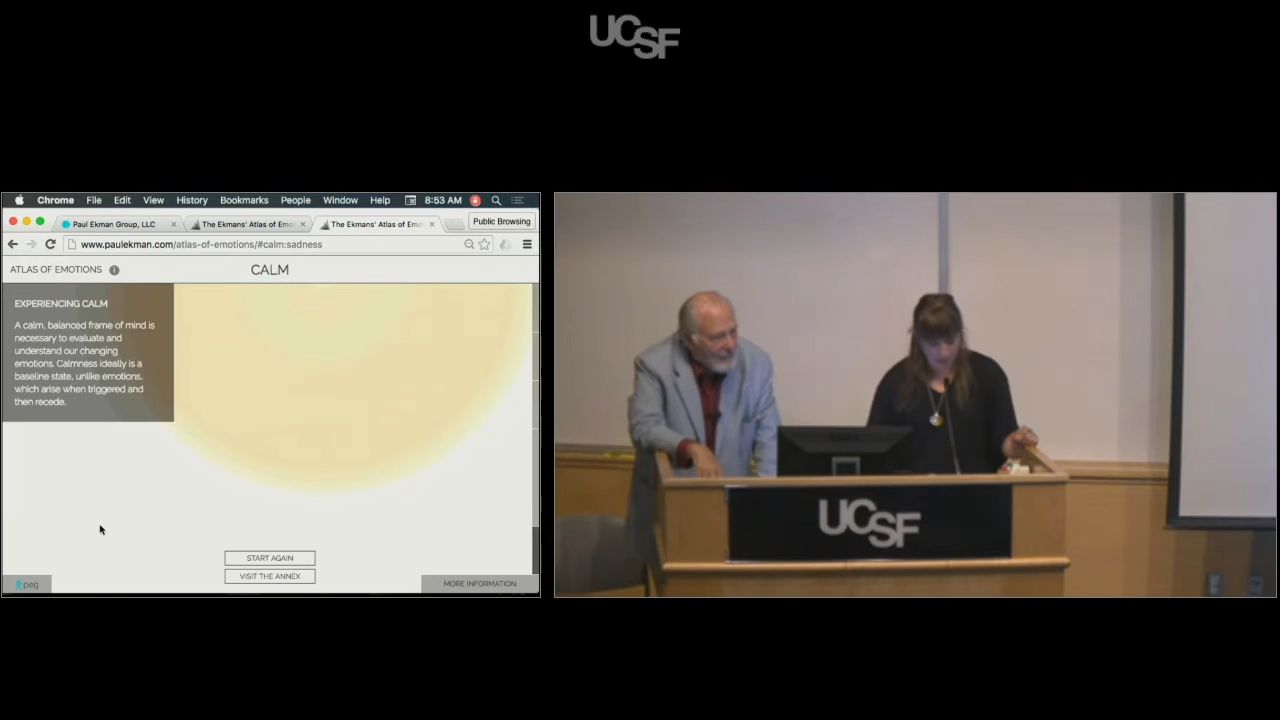 UCSF
Chrome File Edit View History Bookmarks People Window Help 8:53 AM
Paul Ekman Group, LLC The Ekmans' Atlas of Emo The Ekmans' Atlas of Emo Public Browsing
www.paulekman.com/atlas-of-emotions/#calm:sadness
ATLAS OF EMOTIONS i CALM
EXPERIENCING CALM
A calm, balanced frame of mind is
necessary to evaluate and
understand our changing
emotions. Calmness ideally is a
baseline state, unlike emotions,
which arise when triggered and
then recede.
START AGAIN
VISIT THE ANNEX
peg
MORE INFORMATION
UCSF